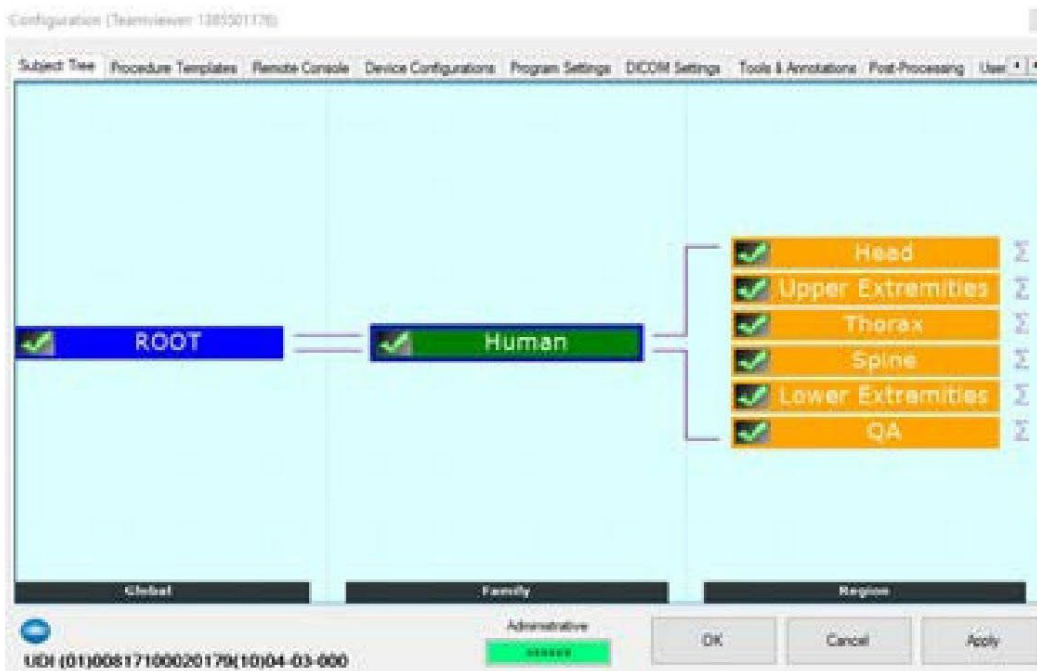 Configuration (Teamviewer: 1385501176)
Subject Tree Procedure Templates Remote Console Device Configurations Program Settings DICOM Settings Tools & Annotations Post-Processing User
Head Σ
Upper Extremities Σ
Thorax Σ
ROOT Human
Spine Σ
Lower Extremities Σ
QA Σ
Global Family Region
Administrative
OK Cancel Apply
******
UDI (01)00817100020179(10)04-03-000